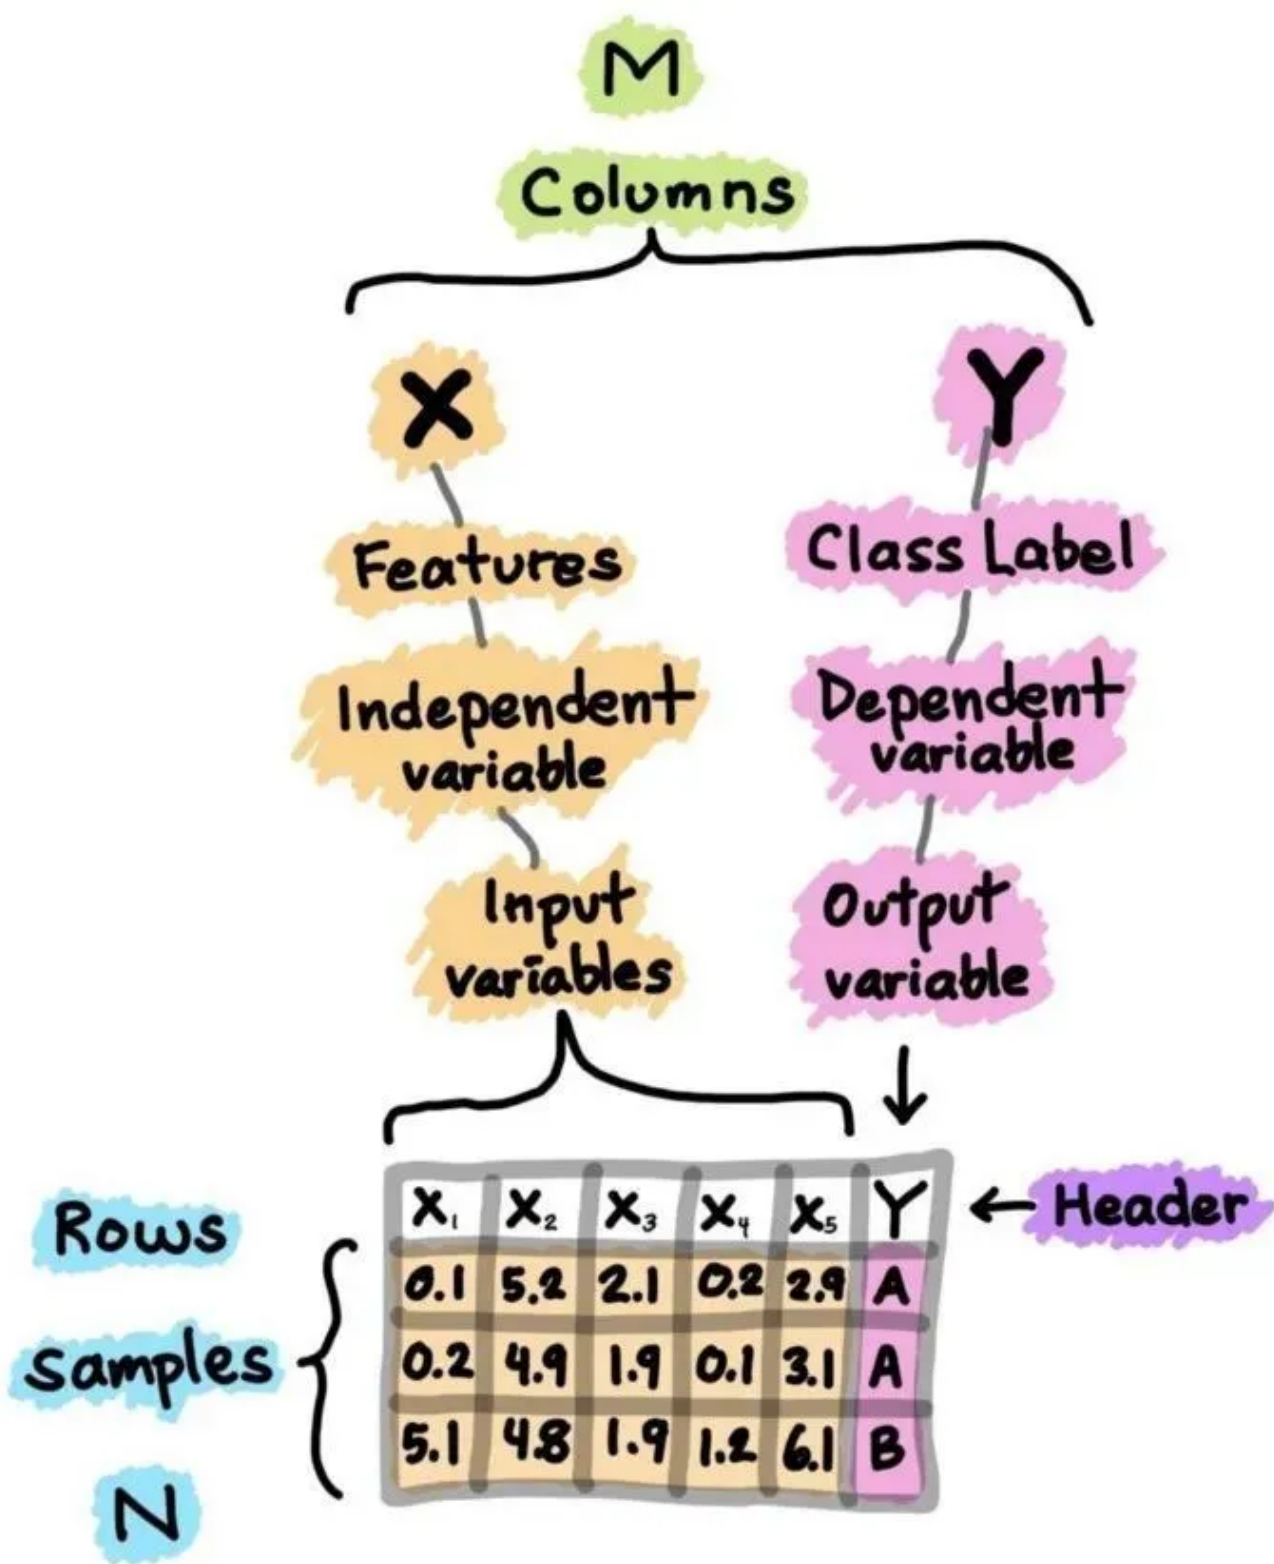 M
Columns
X
Y
Features
Class Label
Independent
variable
Dependent
variable
Input
variables
Output
variable
X1 X2 X3 X4 X5 Y
Header
Rows
0.1 5.2 2.1 0.2 2.9 A
samples
0.2 4.9 1.9 0.1 3.1 A
5.1 4.8 1.9 1.2 6.1 B
N